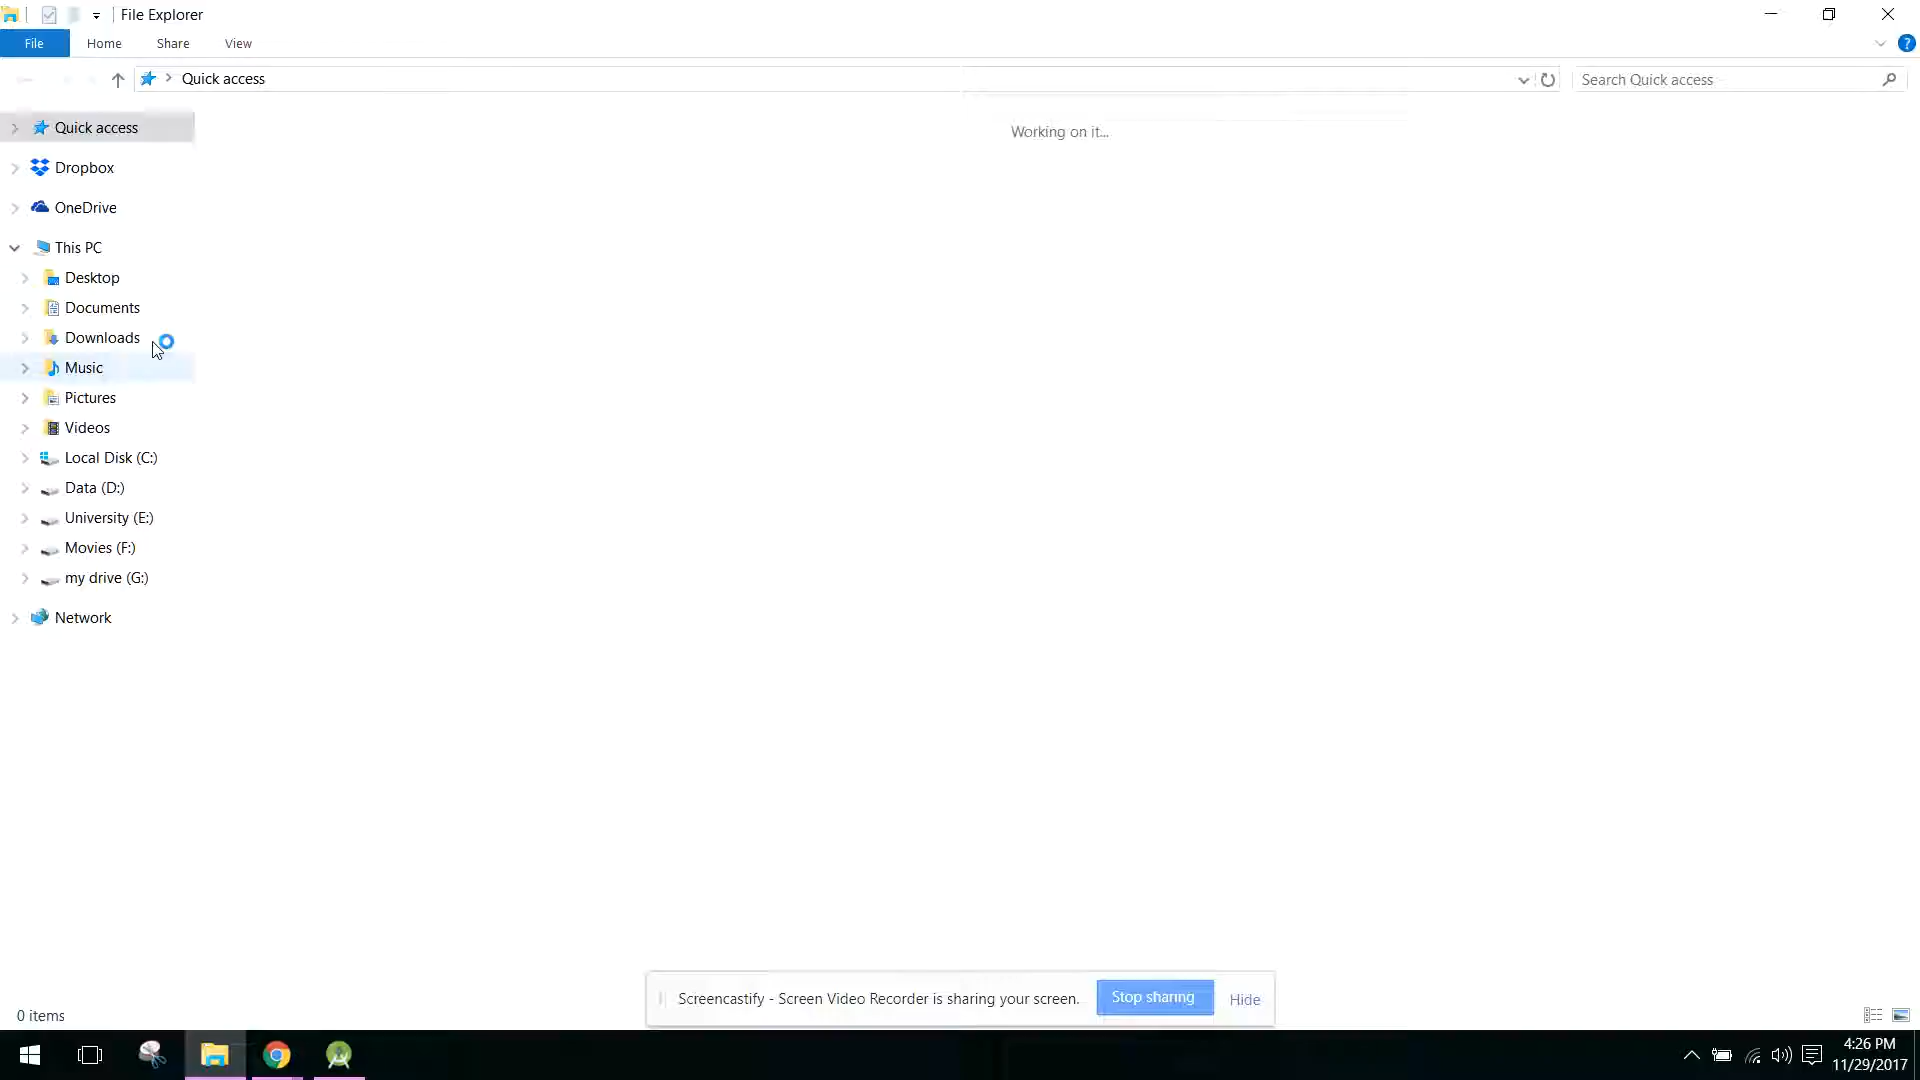 File Explorer
File Home Share View
Quick access
Search Quick access
Working on it...
Quick access
Dropbox
OneDrive
This PC
Desktop
Documents
Downloads
Music
Pictures
Videos
Local Disk (C:)
Data (D:)
University (E:)
Movies (F:)
my drive (G:)
Network
Screencastify - Screen Video Recorder is sharing your screen. Stop sharing Hide
0 items
4:26 PM
11/29/2017